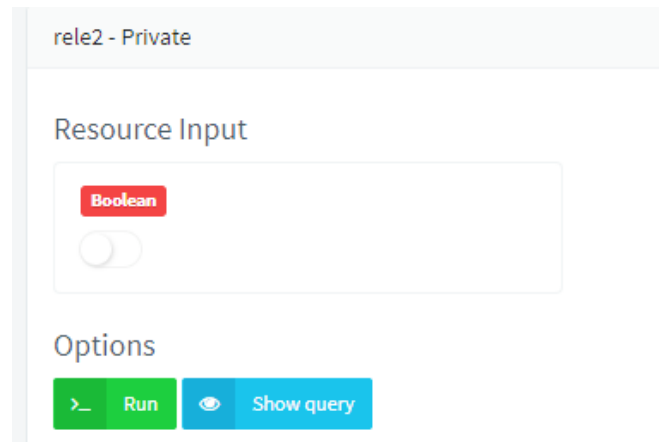 rele2 - Private
Resource Input
Boolean
Options
>_ Run Show query